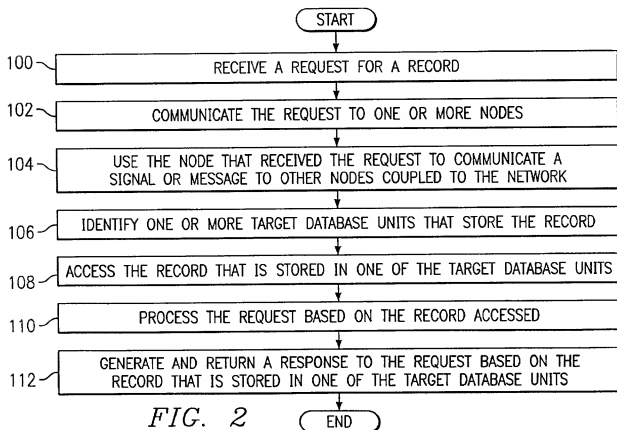 START
100
RECEIVE A REQUEST FOR A RECORD
102
COMMUNICATE THE REQUEST TO ONE OR MORE NODES
104
USE THE NODE THAT RECEIVED THE REQUEST TO COMMUNICATE A
SIGNAL OR MESSAGE TO OTHER NODES COUPLED TO THE NETWORK
106
IDENTIFY ONE OR MORE TARGET DATABASE UNITS THAT STORE THE RECORD
108
ACCESS THE RECORD THAT IS STORED IN ONE OF THE TARGET DATABASE UNITS
110
PROCESS THE REQUEST BASED ON THE RECORD ACCESSED
112
GENERATE AND RETURN A RESPONSE TO THE REQUEST BASED ON THE
RECORD THAT IS STORED IN ONE OF THE TARGET DATABASE UNITS
FIG. 2
END